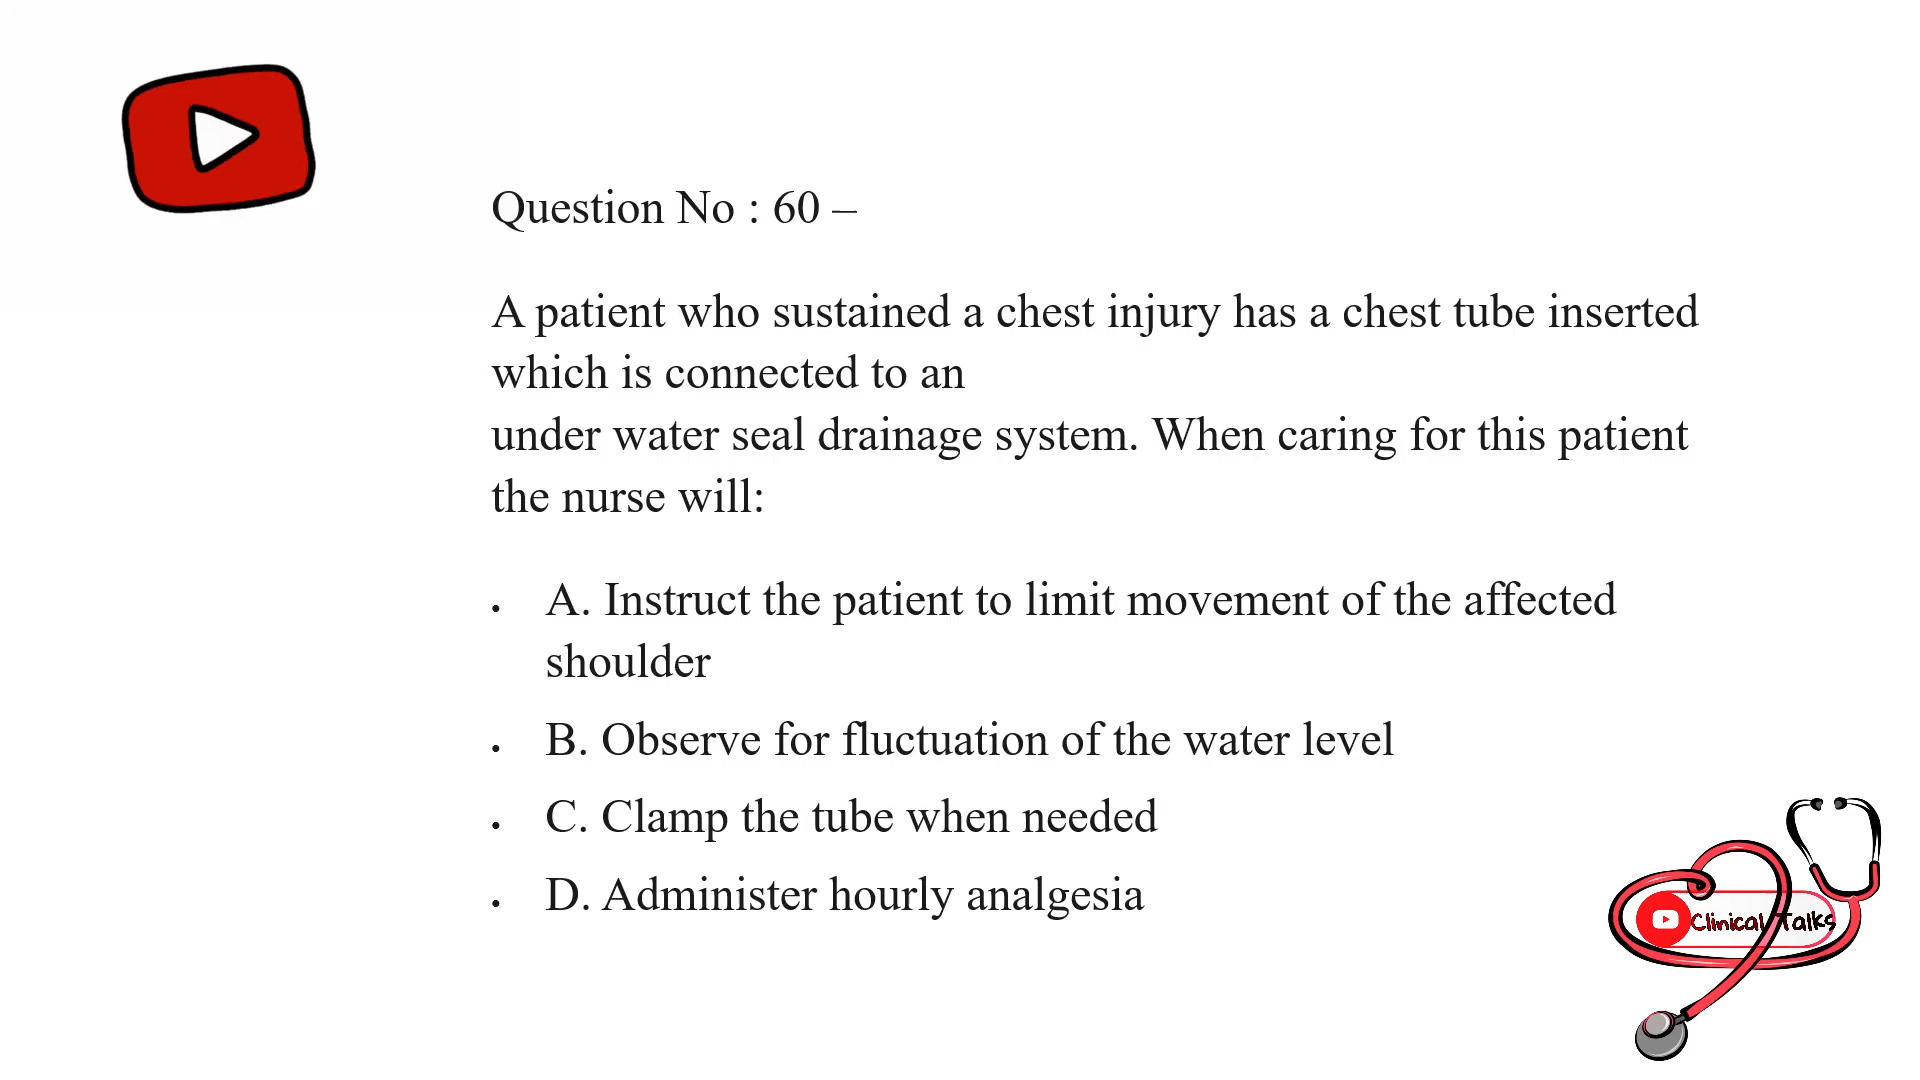 Question No : 60 –
A patient who sustained a chest injury has a chest tube inserted
which is connected to an
under water seal drainage system. When caring for this patient
the nurse will:
• A. Instruct the patient to limit movement of the affected
shoulder
• B. Observe for fluctuation of the water level
• C. Clamp the tube when needed
• D. Administer hourly analgesia
Clinical Talks